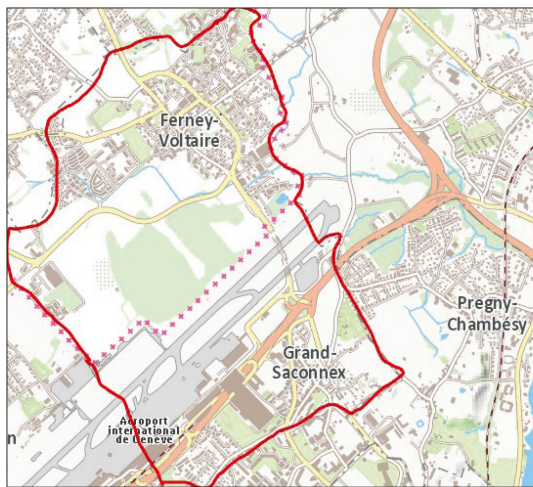 Ferney-
Voltaire
Pregny-
Chambésy
Grand-
Saconnex
Aéroport
international
de Genève
n